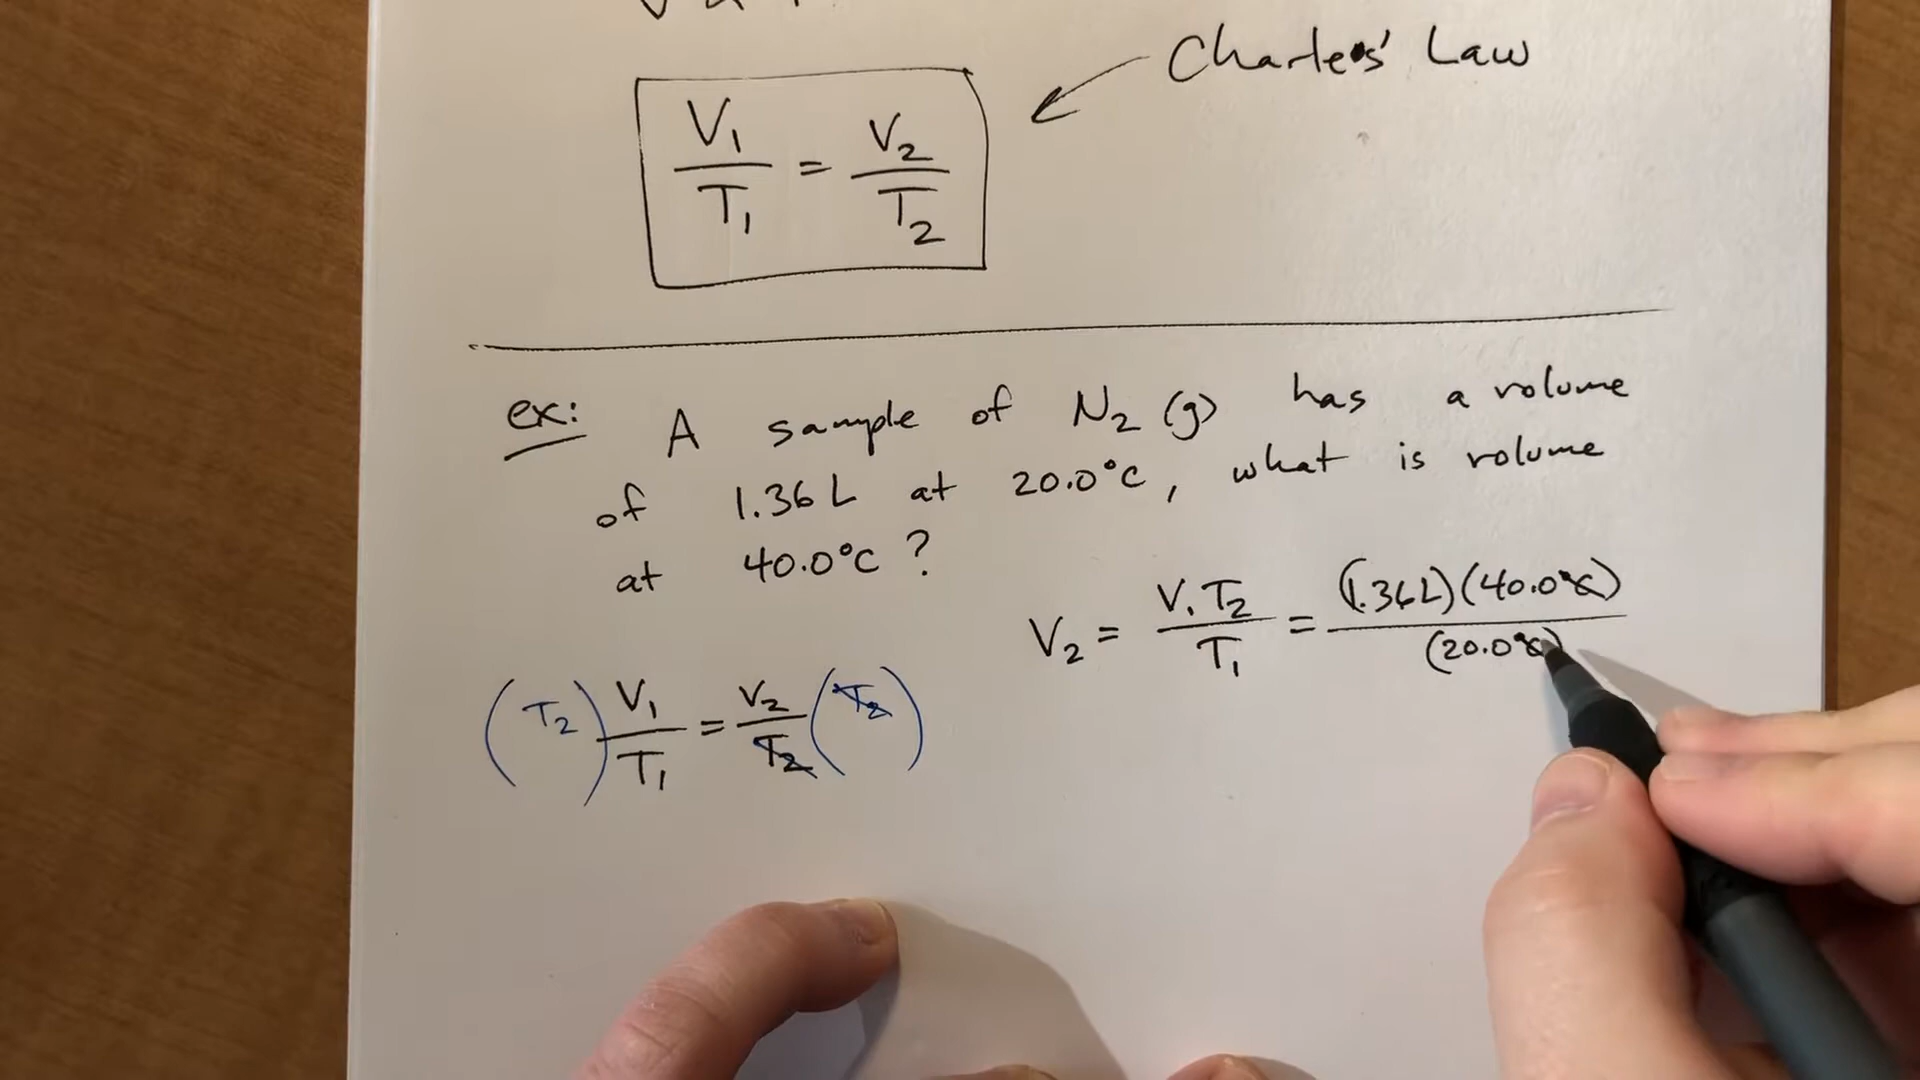 Charles' Law
V₁/T₁ = V₂/T₂
ex: A sample of N₂ (g) has a volume
of 1.36 L at 20.0°C, what is volume
at 40.0°C ?
V₂ = V₁T₂/T₁ = (1.36L)(40.0°C)/(20.0°C)
(T₂) V₁/T₁ = V₂/T₂ (T₂)